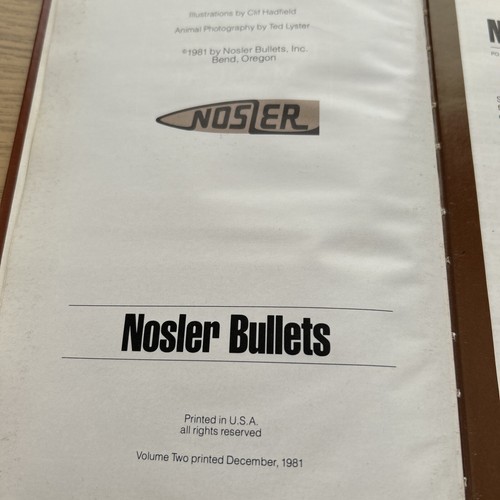 Illustrations by Clif Hadfield
Animal Photography by Ted Lyster
©1981 by Nosler Bullets, Inc.
Bend, Oregon
NOSLER
Nosler Bullets
Printed in U.S.A.
all rights reserved
Volume Two printed December, 1981